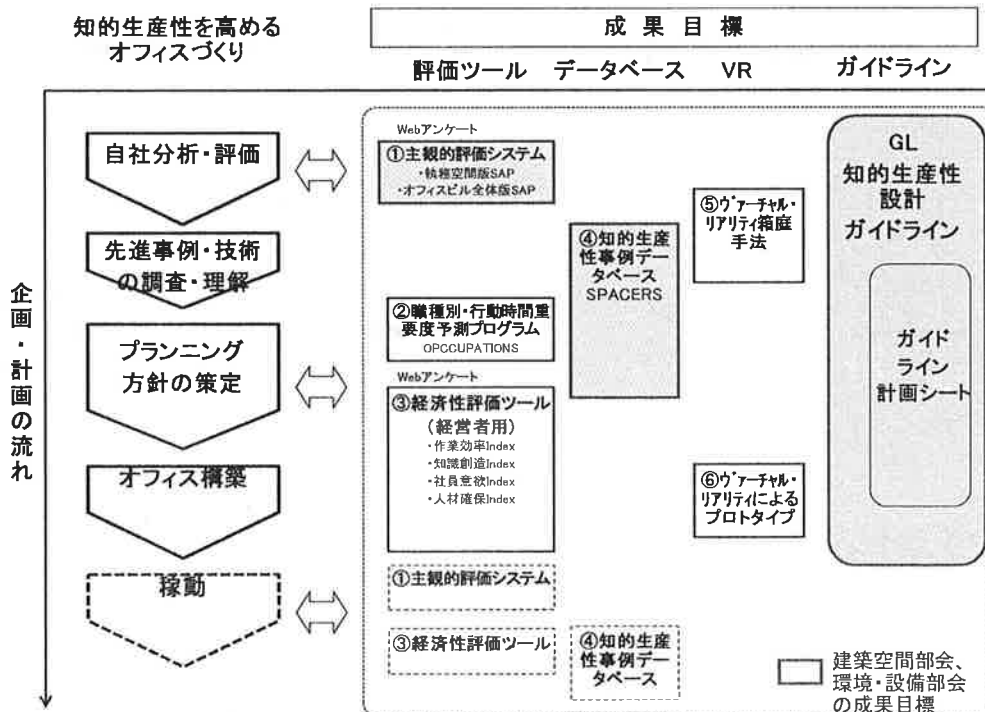 知的生産性を高める
オフィスづくり
成果目標
評価ツール
データベース
VR
ガイドライン
企画・計画の流れ
自社分析・評価
先進事例・技術
の調査・理解
プランニング
方針の策定
オフィス構築
稼動
Webアンケート
①主観的評価システム
・執務空間版SAP
・オフィスビル全体版SAP
②職種別・行動時間重
要度予測プログラム
OPCCUPATIONS
Webアンケート
③経済性評価ツール
(経営者用)
・作業効率Index
・知識創造Index
・社員意欲Index
・人材確保Index
①主観的評価システム
③経済性評価ツール
④知的生産
性事例デー
タベース
SPACERS
④知的生産
性事例デー
タベース
⑤ヴァーチャル・
リアリティ箱庭
手法
⑥ヴァーチャル・
リアリティによる
プロトタイプ
GL
知的生産性
設計
ガイドライン
ガイド
ライン
計画シート
建築空間部会、
環境・設備部会
の成果目標